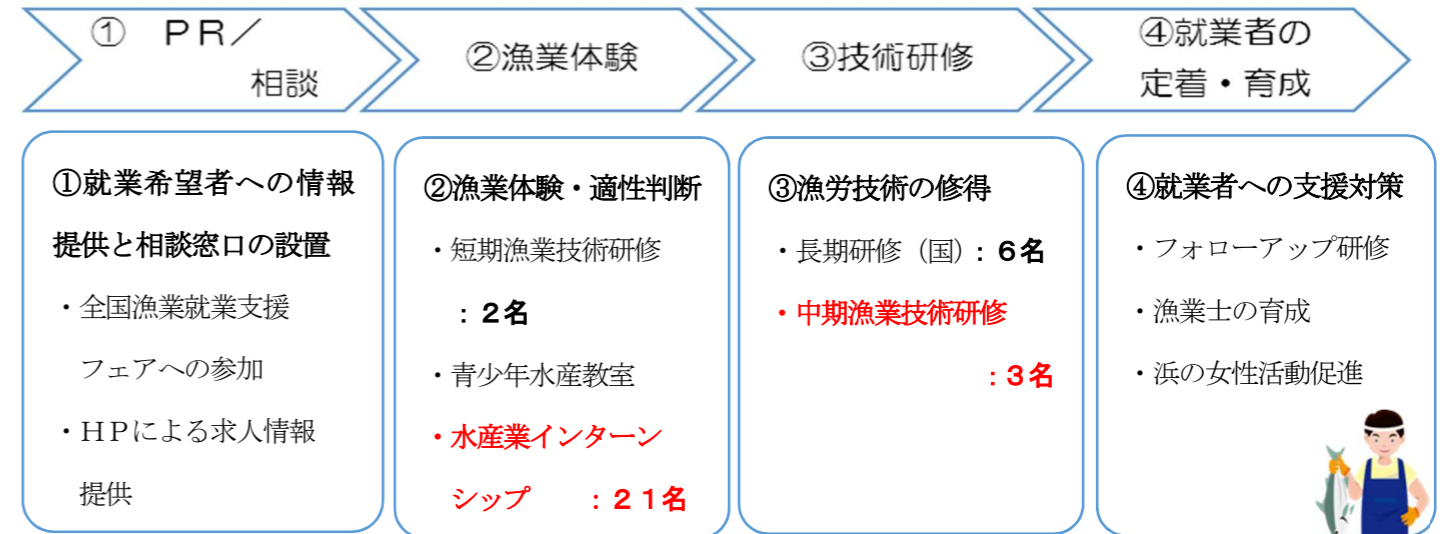 ① ＰＲ／
相談
②漁業体験
③技術研修
④就業者の
定着・育成
①就業希望者への情報
提供と相談窓口の設置
・全国漁業就業支援
フェアへの参加
・ＨＰによる求人情報
提供
②漁業体験・適性判断
・短期漁業技術研修
：２名
・青少年水産教室
・水産業インターン
シップ ：２１名
③漁労技術の修得
・長期研修（国）：６名
・中期漁業技術研修
：３名
④就業者への支援対策
・フォローアップ研修
・漁業士の育成
・浜の女性活動促進